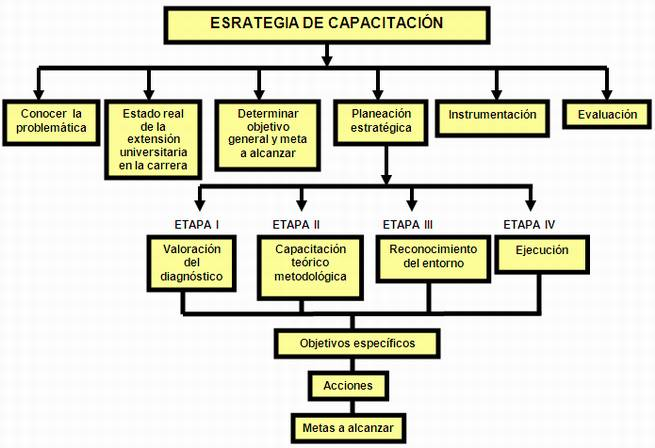 ESRATEGIA DE CAPACITACIÓN
Conocer la
problemática
Estado real
de la
extensión
universitaria
en la carrera
Determinar
objetivo
general y meta
a alcanzar
Planeación
estratégica
Instrumentación
Evaluación
ETAPA I
ETAPA II
ETAPA III
ETAPA IV
Valoración
del
diagnóstico
Capacitación
teórico
metodológica
Reconocimiento
del entorno
Ejecución
Objetivos específicos
Acciones
Metas a alcanzar